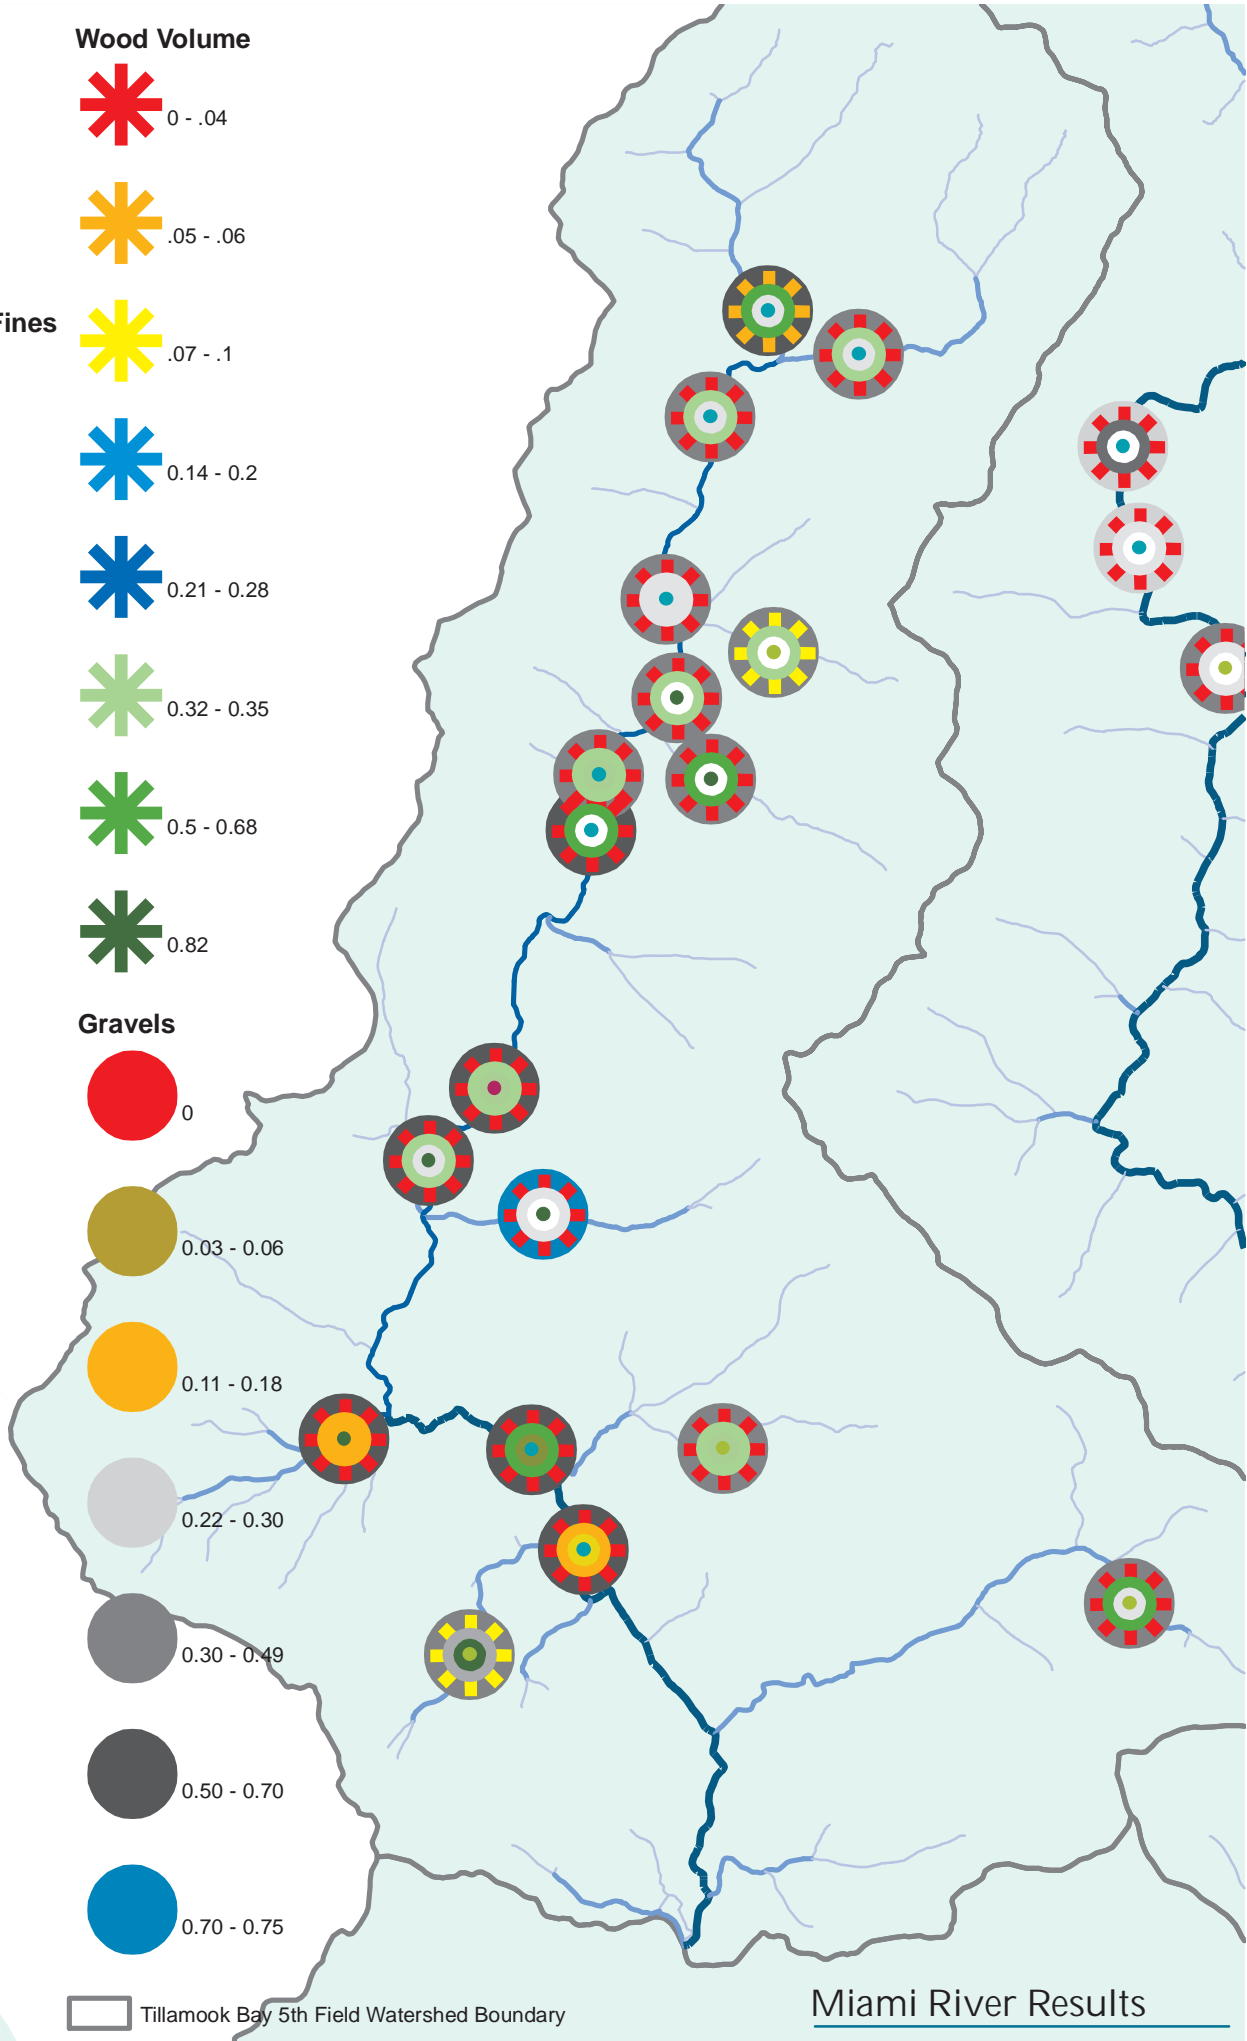 Wood Volume
0 - .04
.05 - .06
Fines
.07 - .1
0.14 - 0.2
0.21 - 0.28
0.32 - 0.35
0.5 - 0.68
0.82
Gravels
0
0.03 - 0.06
0.11 - 0.18
0.22 - 0.30
0.30 - 0.49
0.50 - 0.70
0.70 - 0.75
Tillamook Bay 5th Field Watershed Boundary
Miami River Results